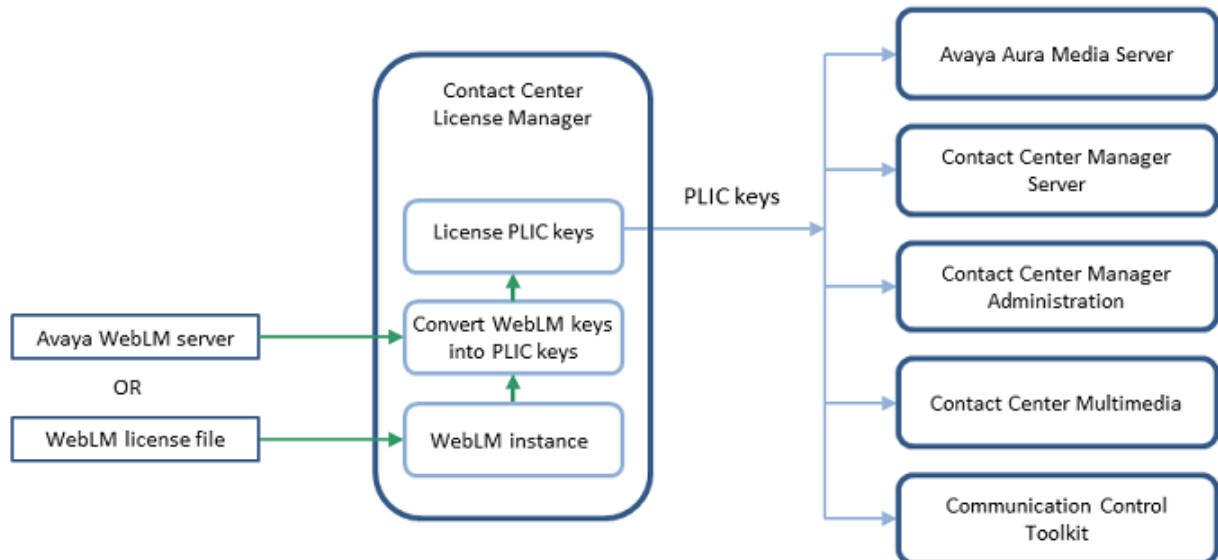 Contact Center
License Manager
License PLIC keys
Convert WebLM keys
into PLIC keys
WebLM instance
Avaya WebLM server
OR
WebLM license file
PLIC keys
Avaya Aura Media Server
Contact Center Manager
Server
Contact Center Manager
Administration
Contact Center Multimedia
Communication Control
Toolkit